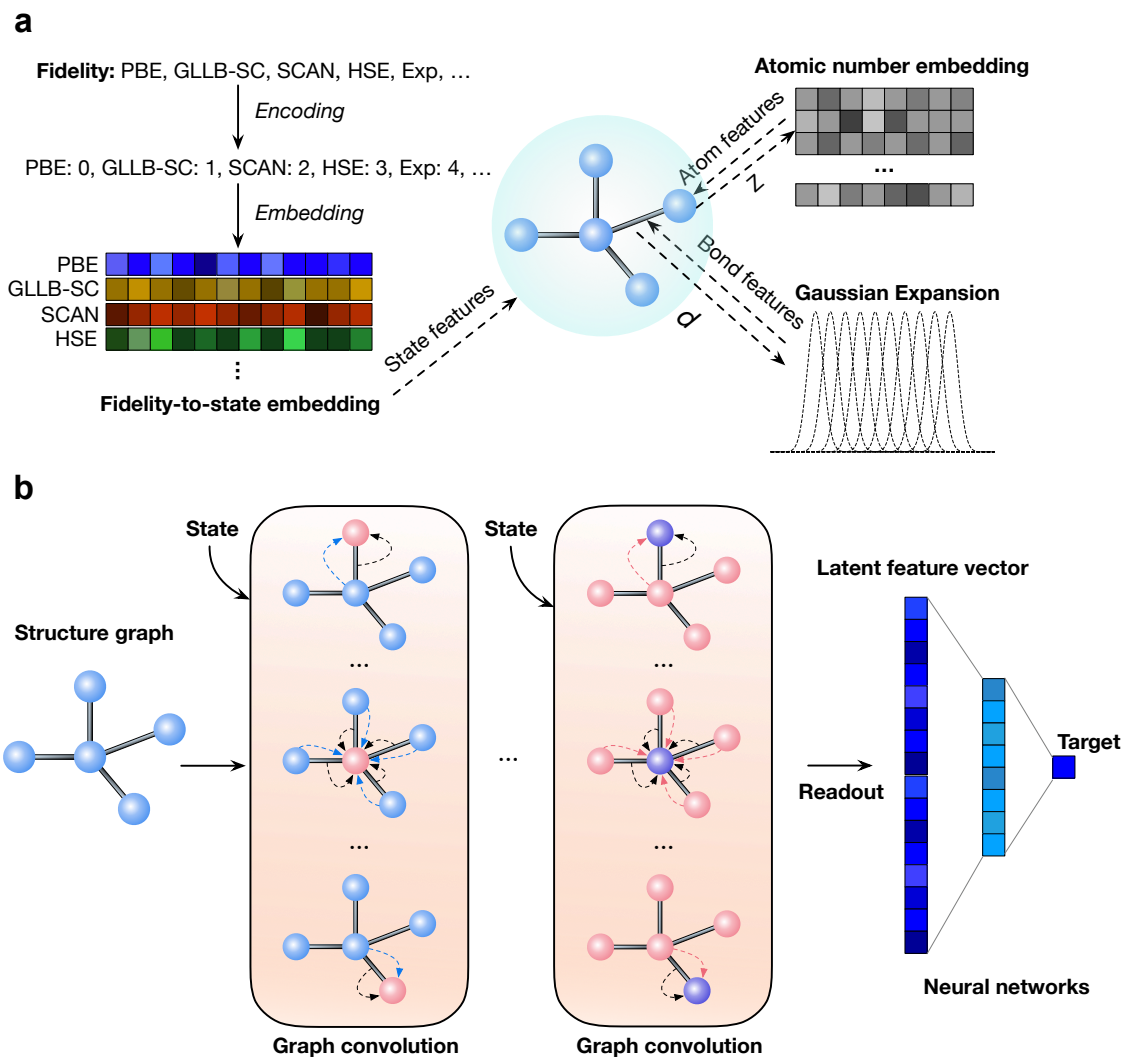 a
Fidelity: PBE, GLLB-SC, SCAN, HSE, Exp, …
Encoding
PBE: 0, GLLB-SC: 1, SCAN: 2, HSE: 3, Exp: 4, …
Embedding
PBE
GLLB-SC
SCAN
HSE
...
Fidelity-to-state embedding
State features
Atom features
Z
Bond features
d
Atomic number embedding
...
Gaussian Expansion
b
Structure graph
State
...
...
Graph convolution
...
State
...
...
Graph convolution
Readout
Latent feature vector
Target
Neural networks